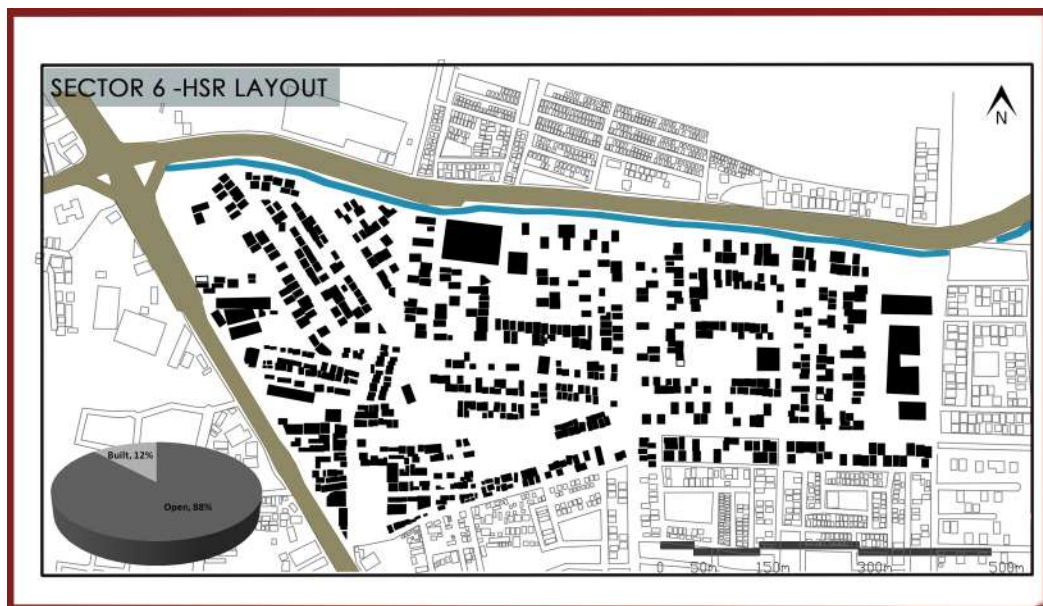 SECTOR 6 -HSR LAYOUT
N
Built, 12%
Open, 88%
0 50m 150m 300m 500m